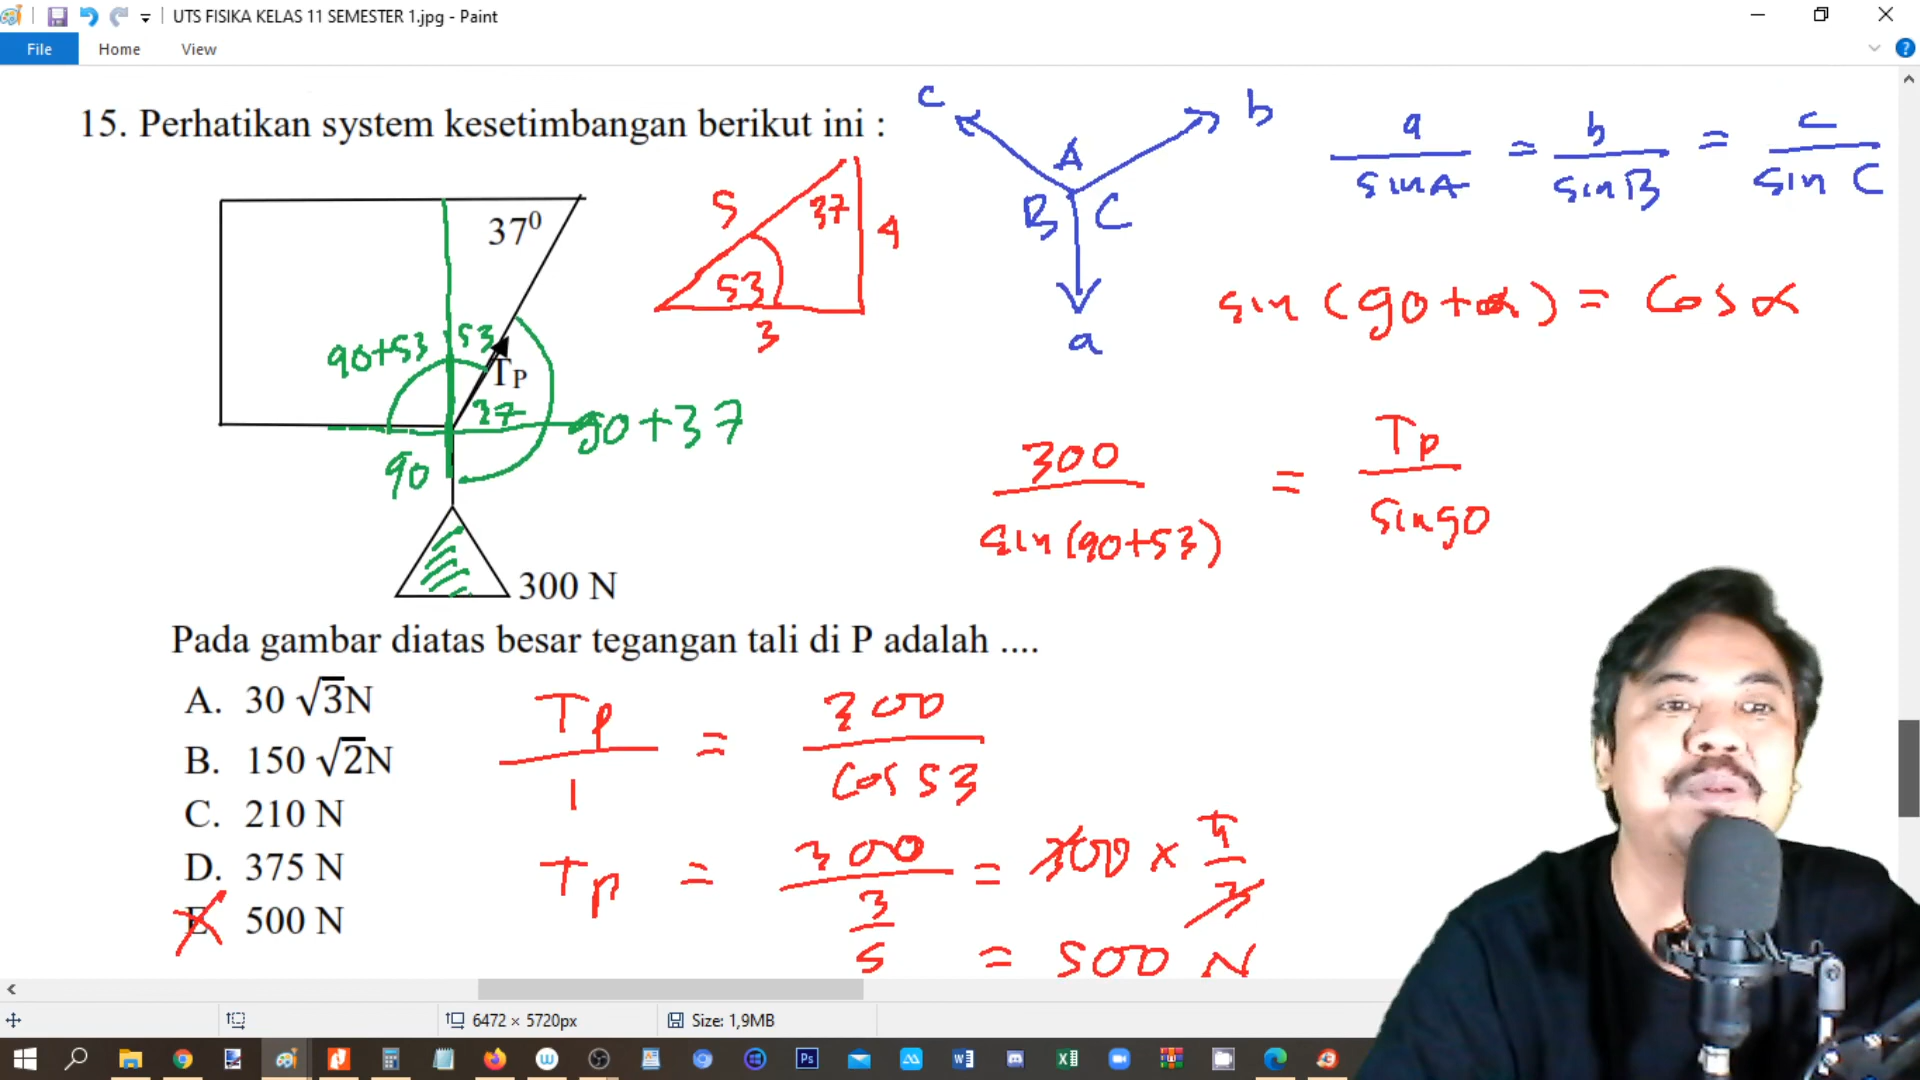 UTS FISIKA KELAS 11 SEMESTER 1.jpg - Paint
File Home View
15. Perhatikan system kesetimbangan berikut ini :
37⁰
90+53 53
T_P
37
90+37
90
300 N
5 37 4
53
3
c b
A
B C
a
a/sin A = b/sin B = c/sin C
sin (90+α) = Cos α
300/sin(90+53) = Tp/sin90
Pada gambar diatas besar tegangan tali di P adalah ....
A. 30 √3N
B. 150 √2N
C. 210 N
D. 375 N
E 500 N
Tp/1 = 300/cos 53
Tp = 300/(3/5) = 300 × 5/3
= 500 N
6472 × 5720px Size: 1,9MB